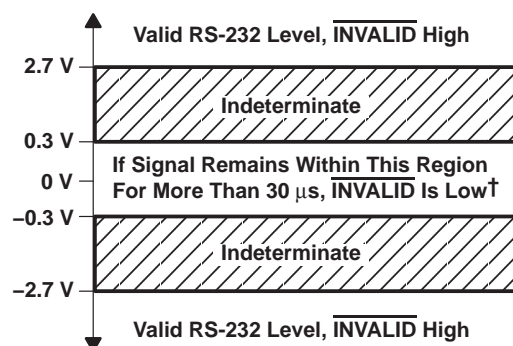 Valid RS-232 Level, INVALID High
2.7 V
Indeterminate
0.3 V
If Signal Remains Within This Region
0 V
For More Than 30 μs, INVALID Is Low†
–0.3 V
Indeterminate
–2.7 V
Valid RS-232 Level, INVALID High